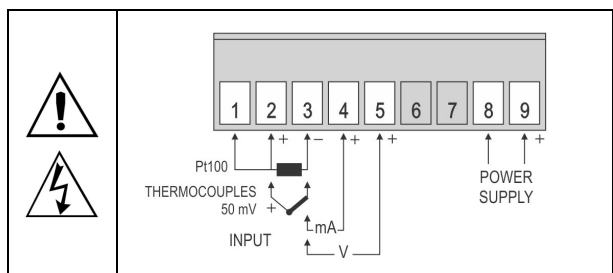 1 2 3 4 5 6 7 8 9
+ − + + +
Pt100
THERMOCOUPLES
50 mV +
INPUT
mA
V
POWER
SUPPLY